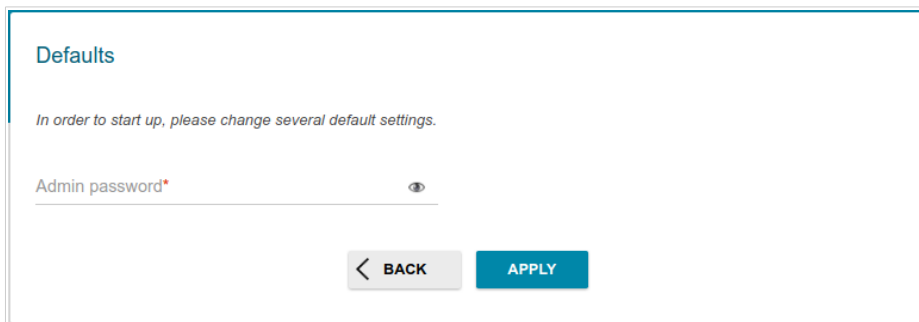 Defaults
In order to start up, please change several default settings.
Admin password*
BACK
APPLY